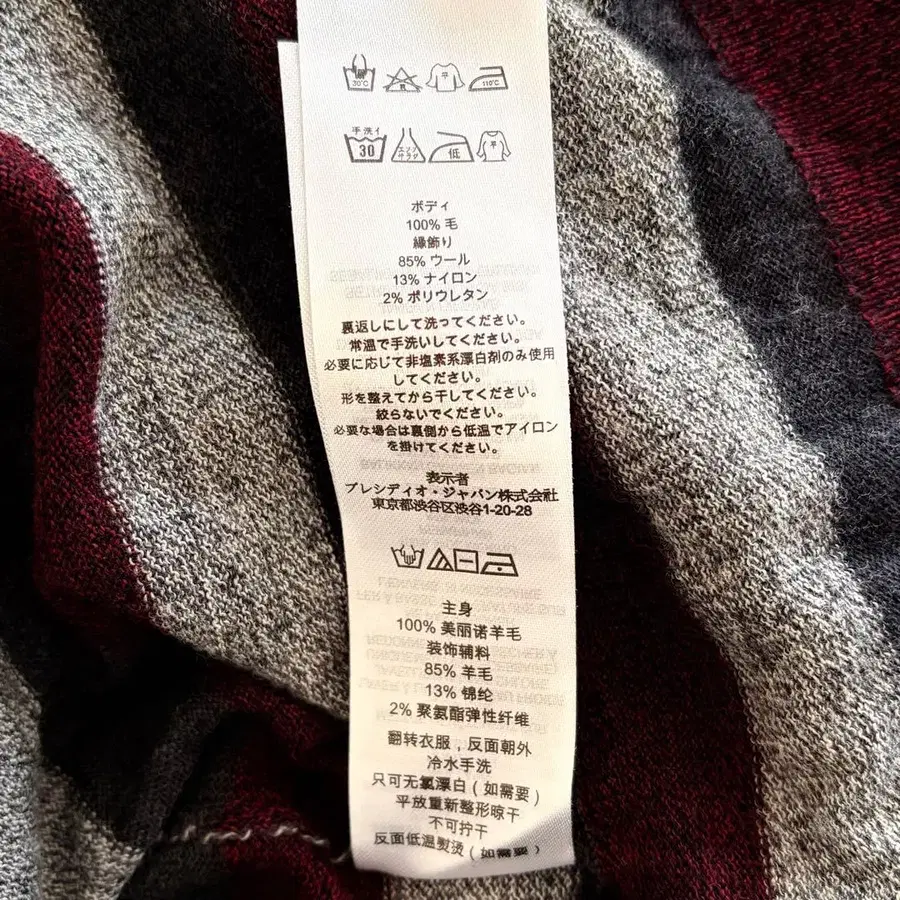 30°C
110°C
手洗イ
30
エンソ
サラシ
低
平
ボディ
100% 毛
縁飾り
85% ウール
13% ナイロン
2% ポリウレタン
裏返しにして洗ってください。
常温で手洗いしてください。
必要に応じて非塩素系漂白剤のみ使用
してください。
形を整えてから干してください。
絞らないでください。
必要な場合は裏側から低温でアイロン
を掛けてください。
表示者
プレシディオ・ジャパン株式会社
東京都渋谷区渋谷1-20-28
主身
100% 美丽诺羊毛
装饰辅料
85% 羊毛
13% 锦纶
2% 聚氨酯弹性纤维
翻转衣服，反面朝外
冷水手洗
只可无氯漂白 ( 如需要 )
平放重新整形晾干
不可拧干
反面低温熨烫 ( 如需要 )